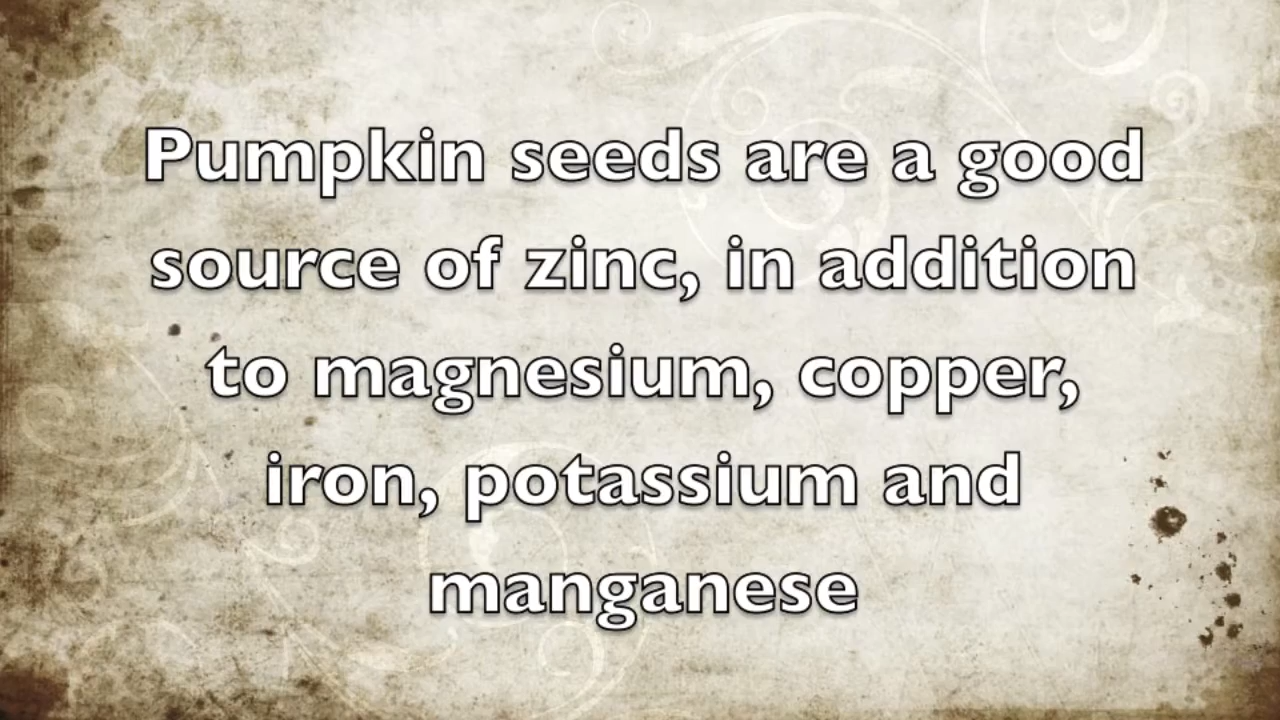 Pumpkin seeds are a good
source of zinc, in addition
to magnesium, copper,
iron, potassium and
manganese